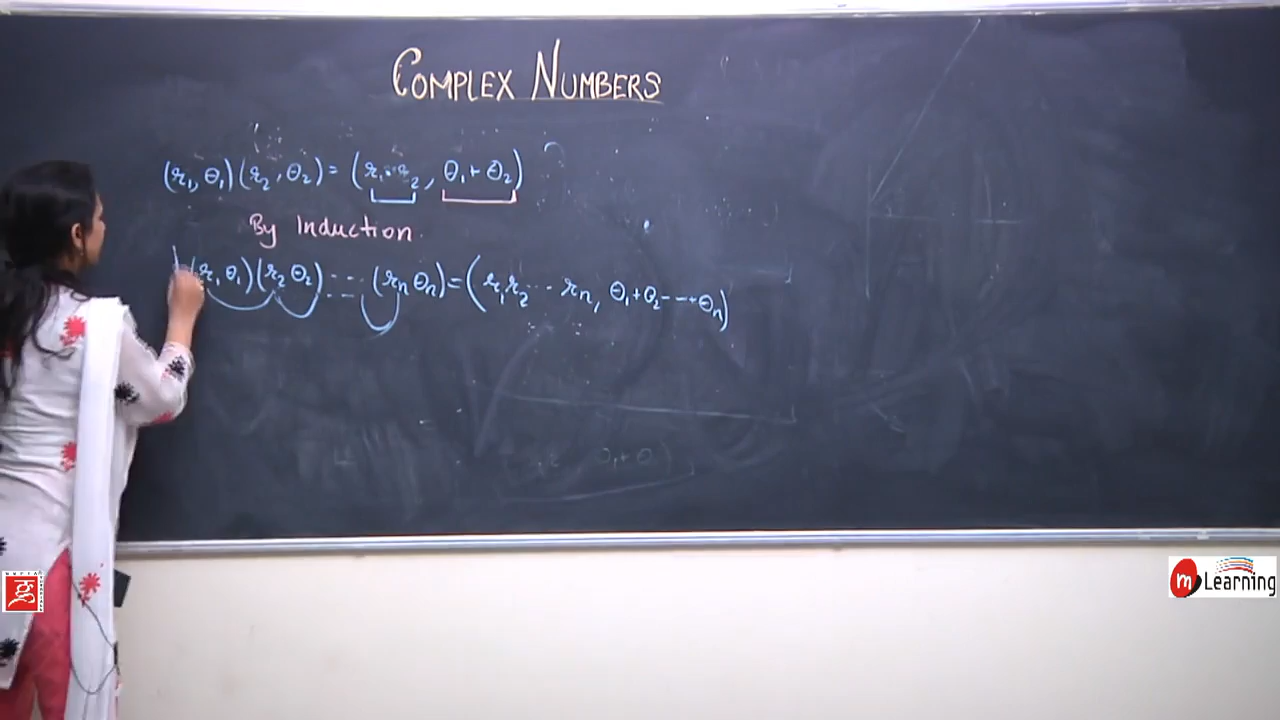 COMPLEX NUMBERS
(r₁, θ₁)(r₂, θ₂) = (r₁·r₂, θ₁+θ₂)
By Induction.
(r₁, θ₁)(r₂ θ₂) --- (rₙ θₙ) = (r₁r₂ --- rₙ, θ₁+θ₂---+θₙ)
m Learning